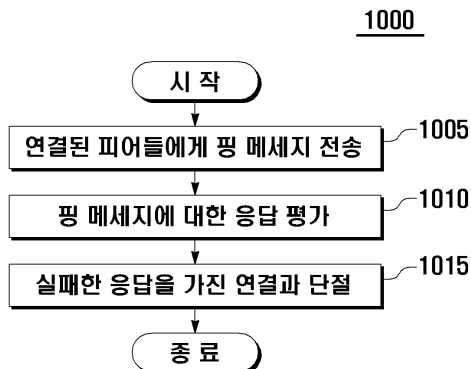 1000
시 작
연결된 피어들에게 핑 메세지 전송
1005
핑 메세지에 대한 응답 평가
1010
실패한 응답을 가진 연결과 단절
1015
종 료